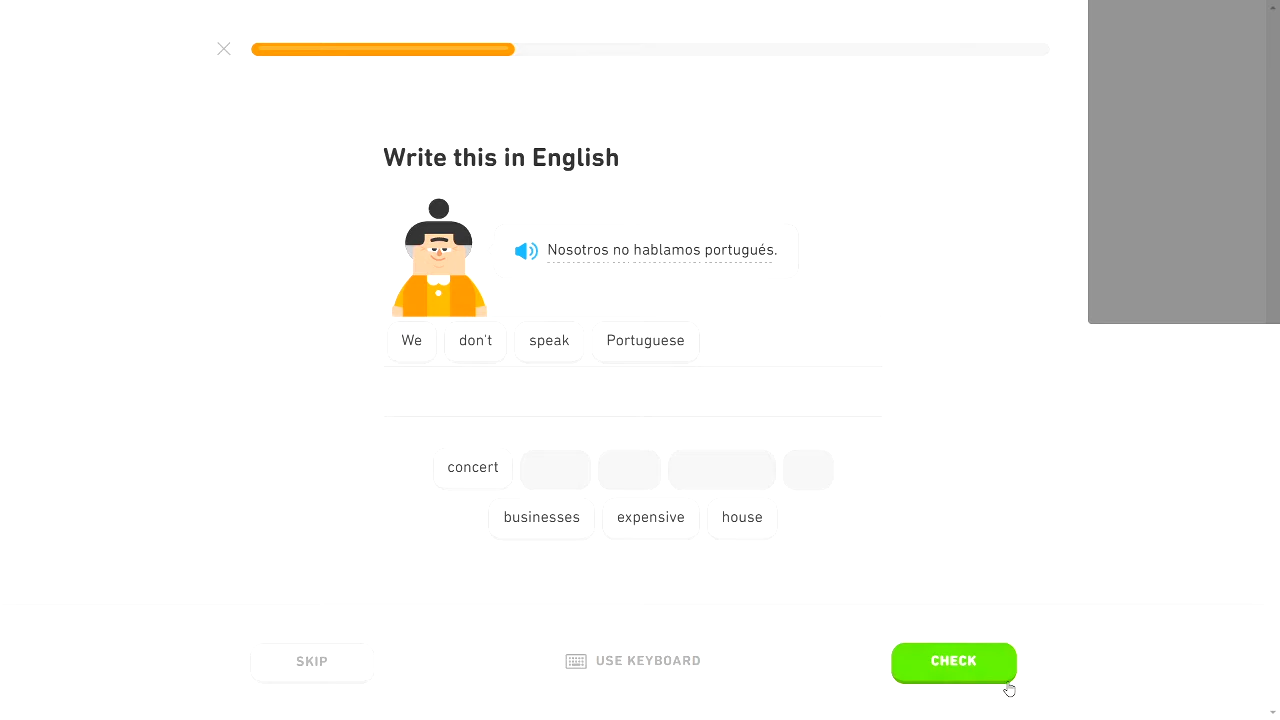 Write this in English
Nosotros no hablamos portugués.
We don't speak Portuguese
concert
businesses expensive house
SKIP USE KEYBOARD CHECK